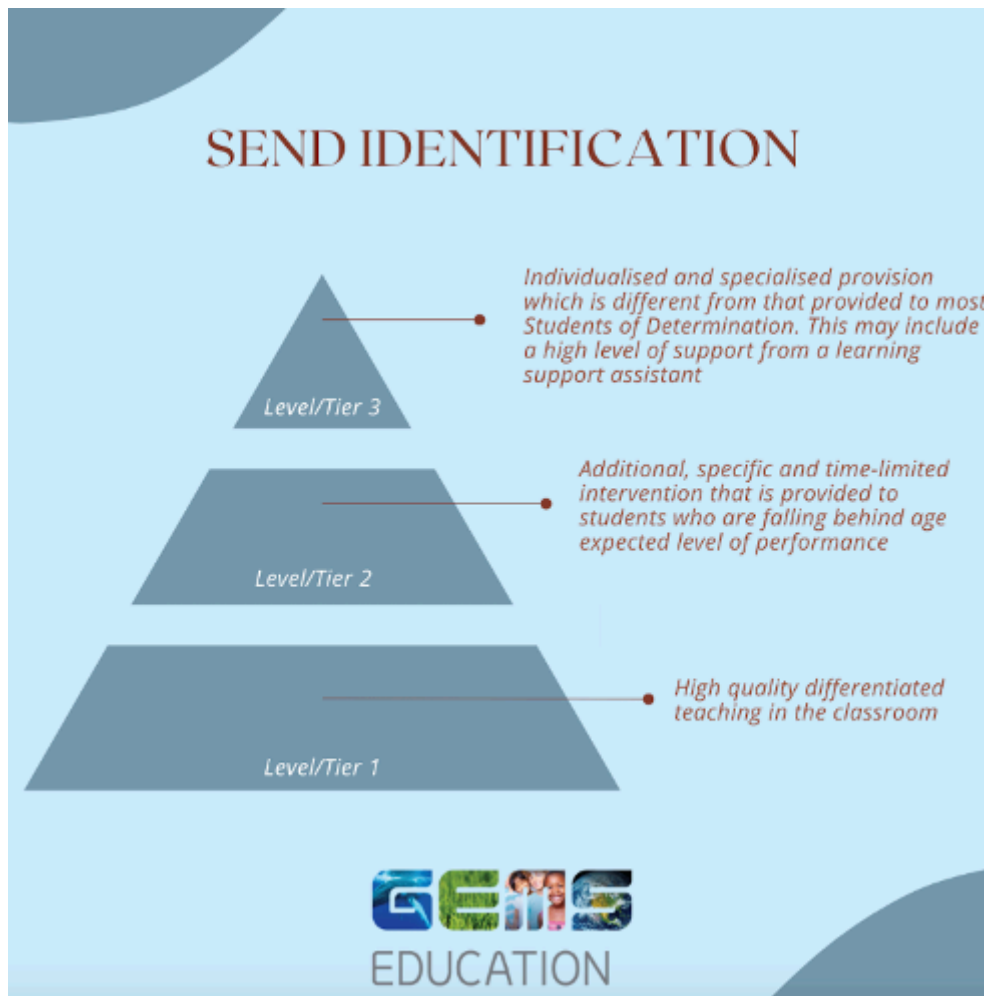 SEND IDENTIFICATION
Individualised and specialised provision
which is different from that provided to most
Students of Determination. This may include
a high level of support from a learning
support assistant
Level/Tier 3
Additional, specific and time-limited
intervention that is provided to
students who are falling behind age
expected level of performance
Level/Tier 2
High quality differentiated
teaching in the classroom
Level/Tier 1
GEMS
EDUCATION